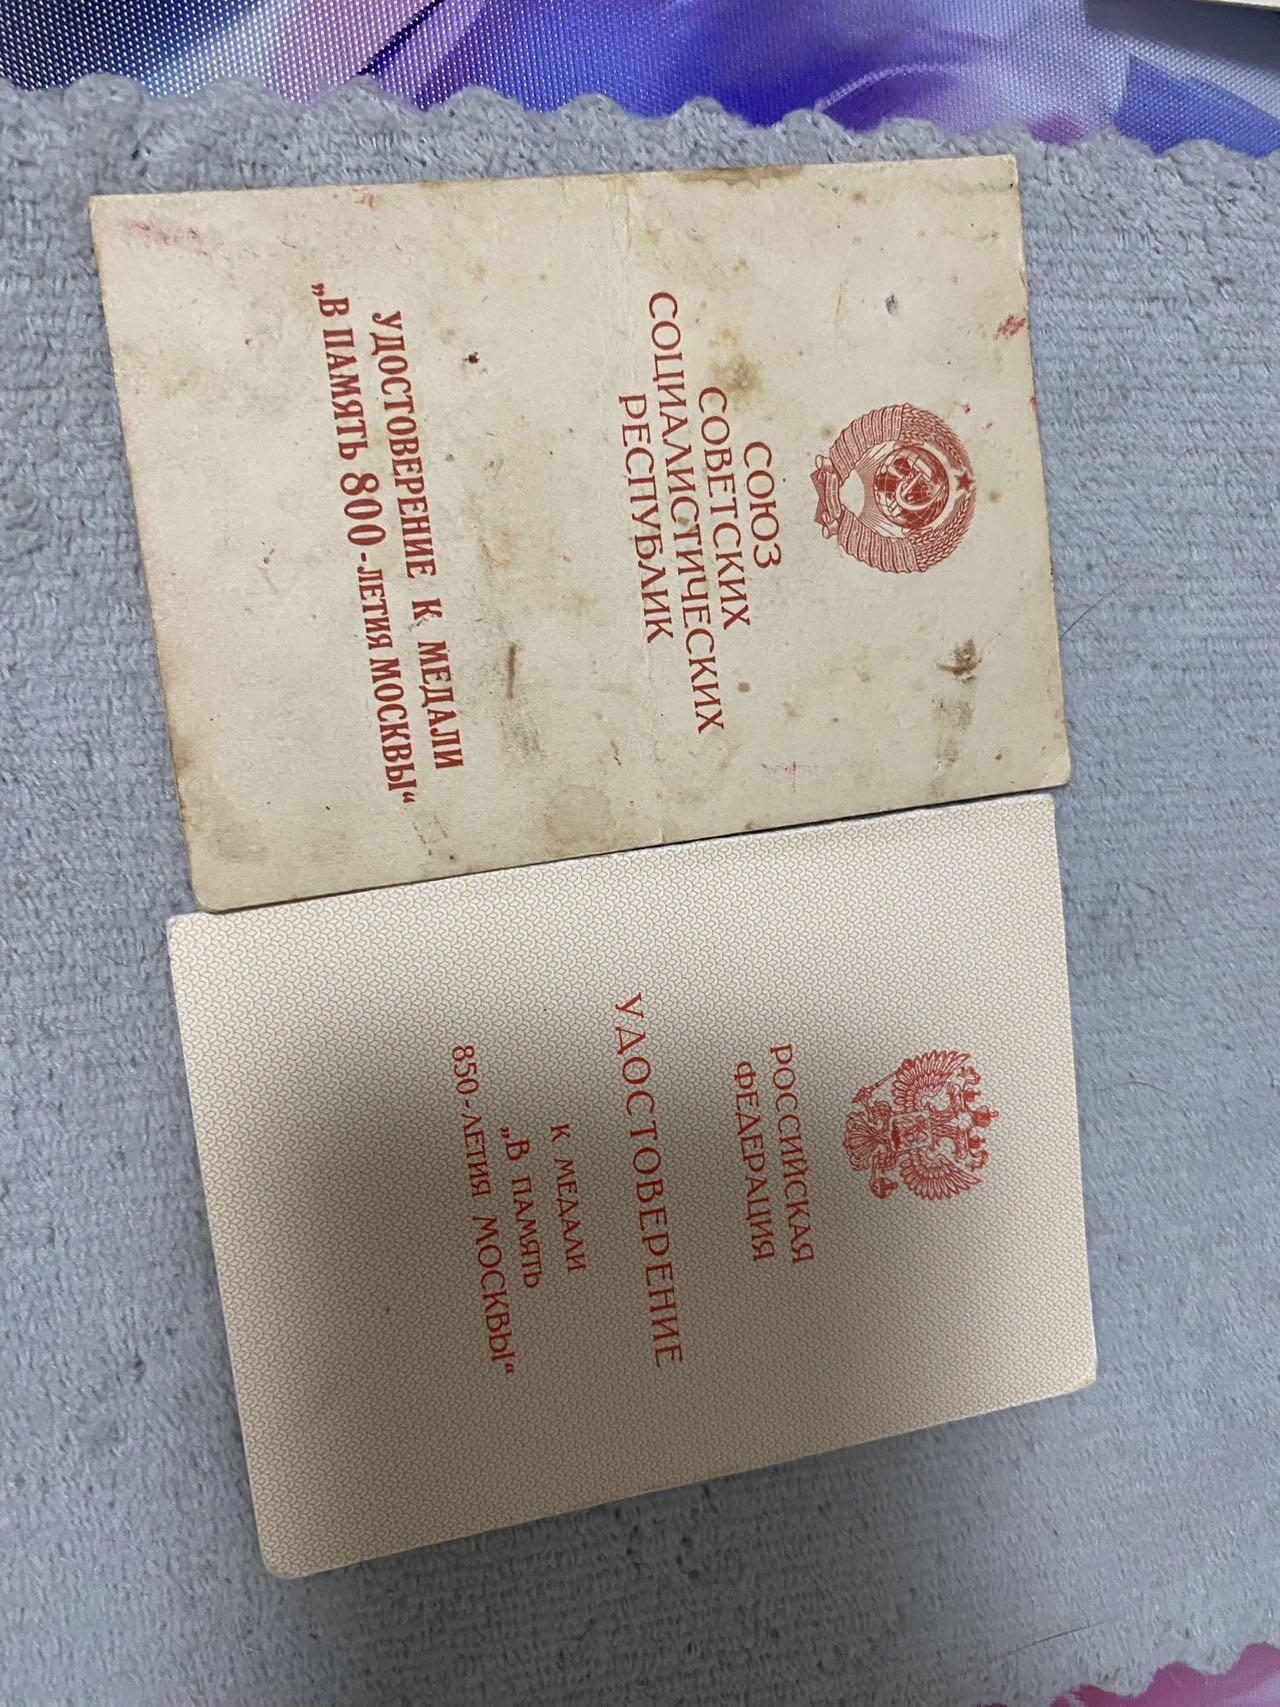 СОЮЗ
СОВЕТСКИХ
СОЦИАЛИСТИЧЕСКИХ
РЕСПУБЛИК
УДОСТОВЕРЕНИЕ К МЕДАЛИ
„В ПАМЯТЬ 800-ЛЕТИЯ МОСКВЫ“
РОССИЙСКАЯ
ФЕДЕРАЦИЯ
УДОСТОВЕРЕНИЕ
К МЕДАЛИ
„В ПАМЯТЬ
850-ЛЕТИЯ МОСКВЫ“